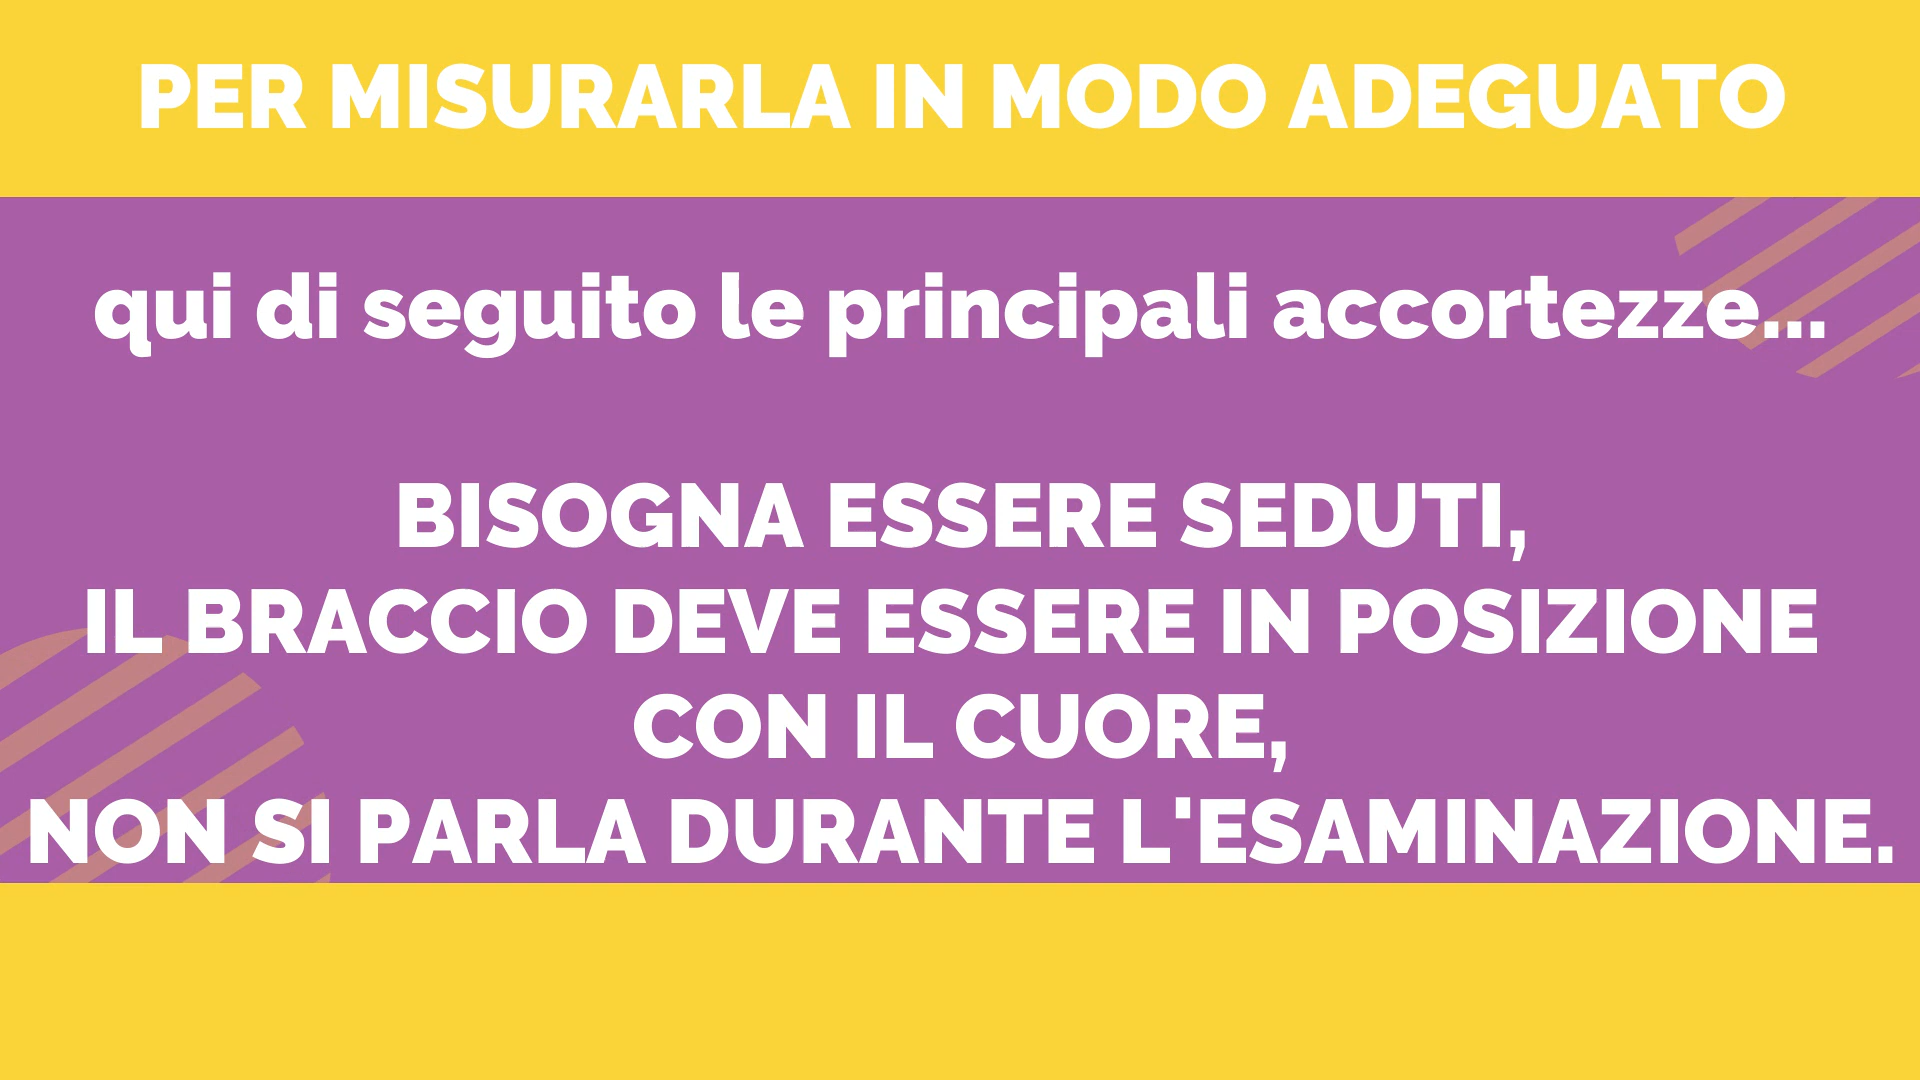 PER MISURARLA IN MODO ADEGUATO
qui di seguito le principali accortezze...
BISOGNA ESSERE SEDUTI,
IL BRACCIO DEVE ESSERE IN POSIZIONE
CON IL CUORE,
NON SI PARLA DURANTE L'ESAMINAZIONE.